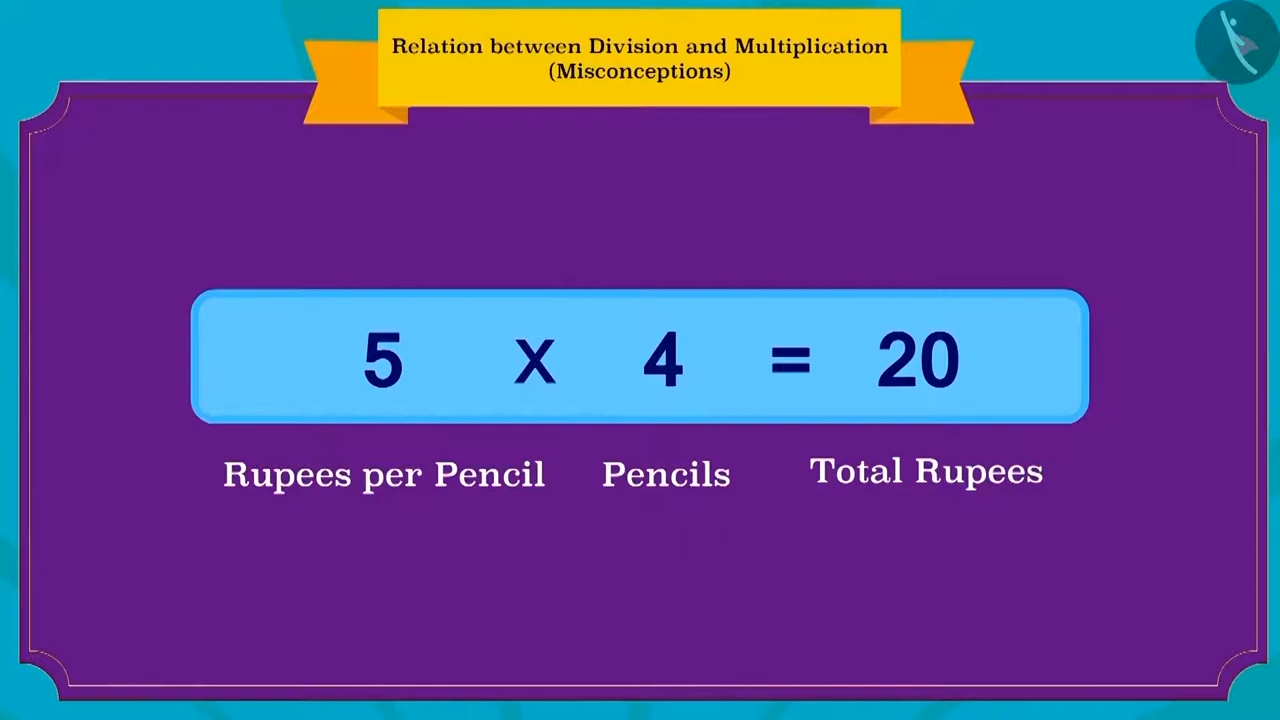 Relation between Division and Multiplication
(Misconceptions)
5 x 4 = 20
Rupees per Pencil Pencils Total Rupees